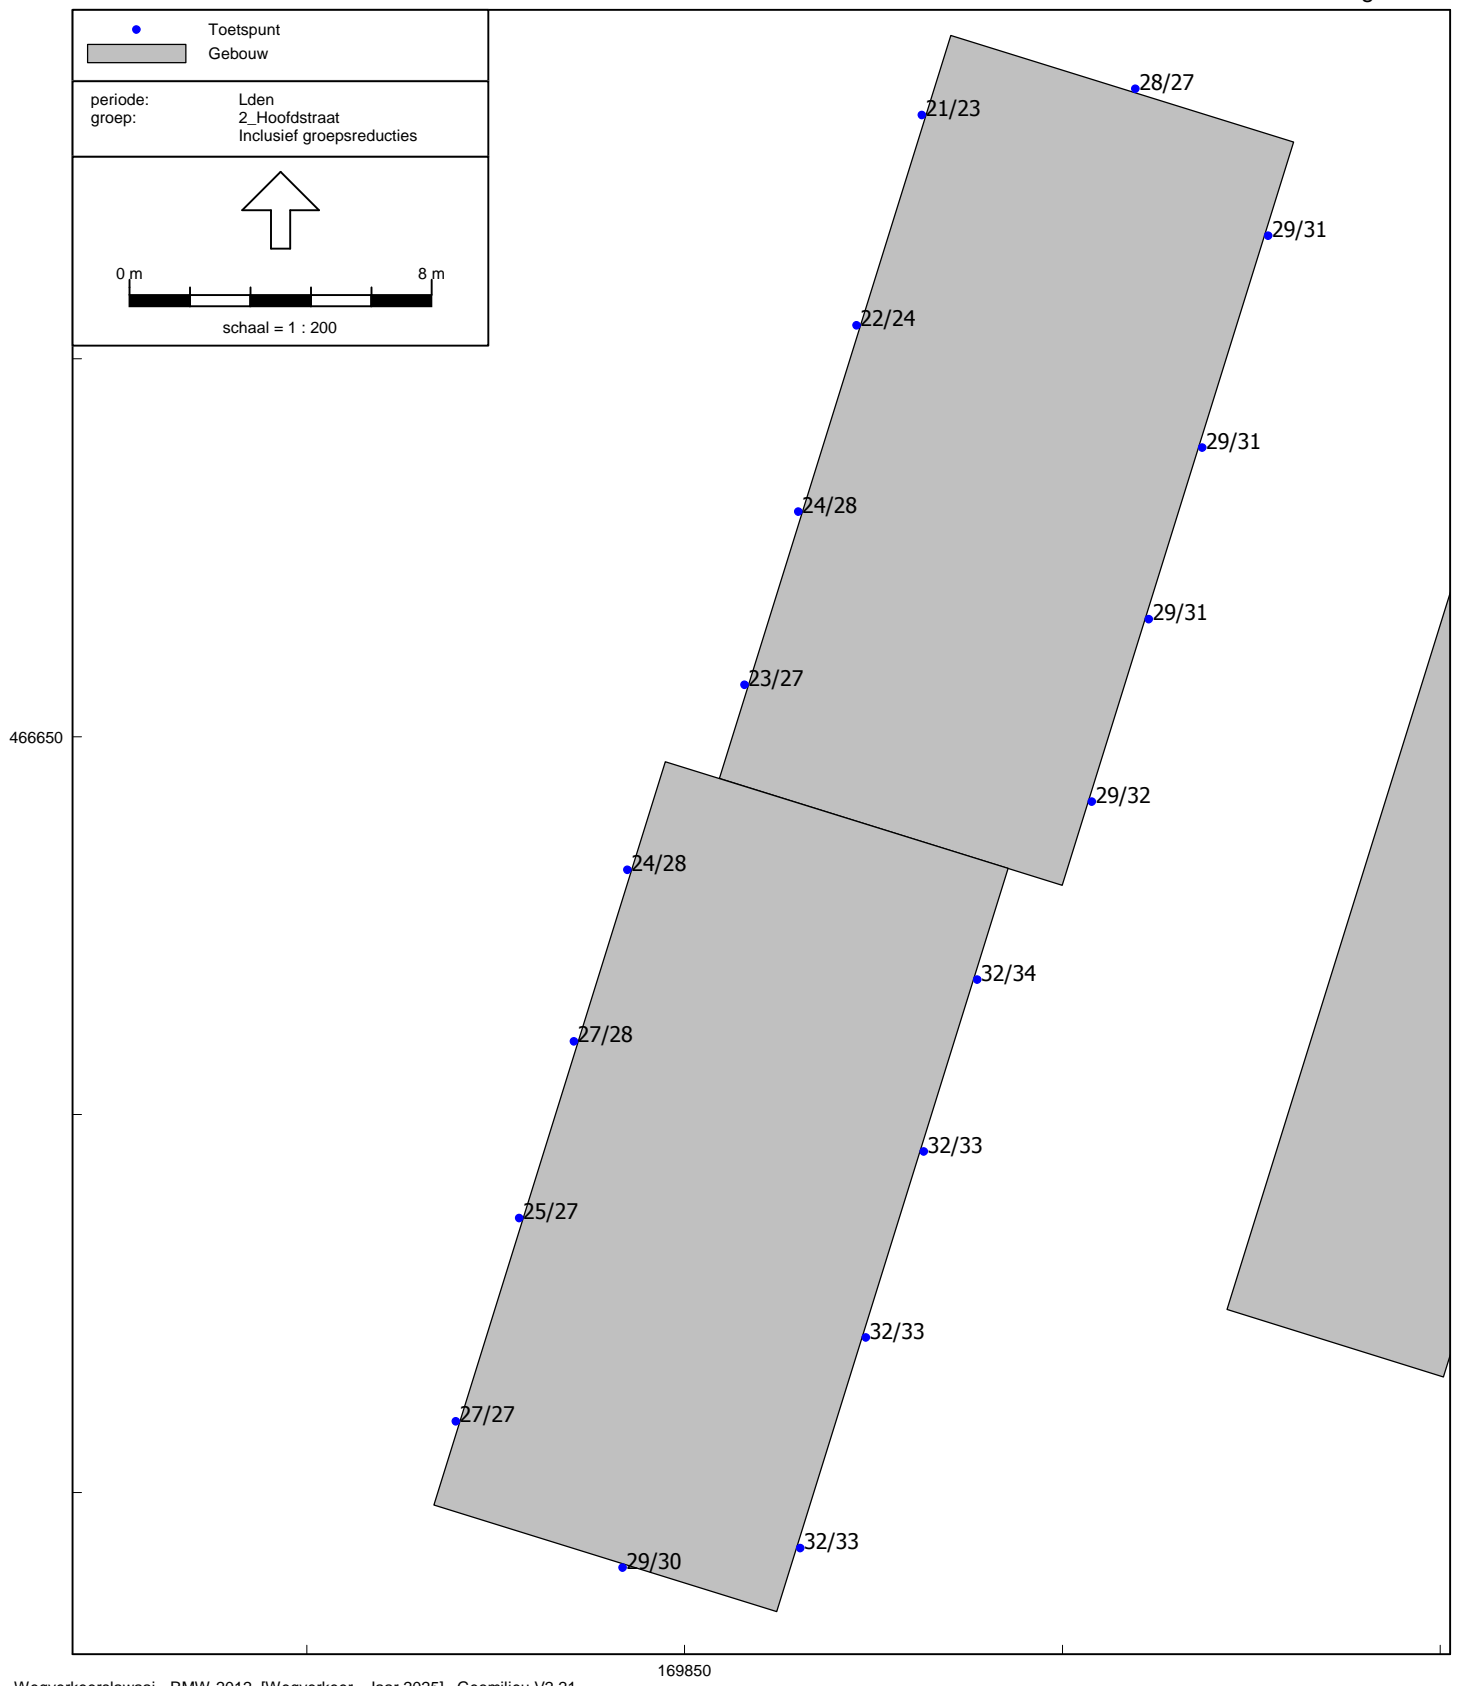 Toetspunt
Gebouw
periode: Lden
groep: 2_Hoofdstraat
Inclusief groepsreducties
0 m 8 m
schaal = 1 : 200
28/27
21/23
29/31
22/24
29/31
24/28
29/31
23/27
466650
29/32
24/28
32/34
27/28
32/33
25/27
32/33
27/27
32/33
29/30
169850